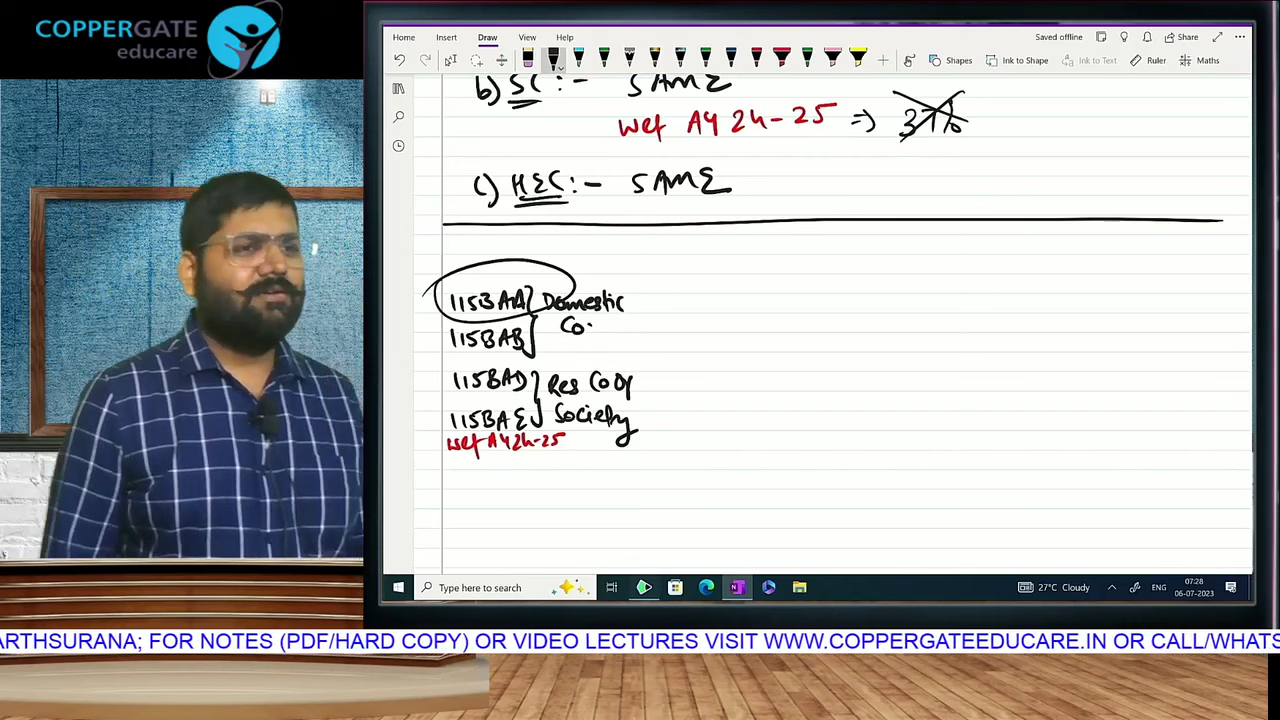 COPPERGATE
educare
Home Insert Draw View Help
Saved offline
Share
Shapes
Ink to Shape
Ink to Text
Ruler
Maths
b) SC :- SAME
wef AY 24-25 => 37%
c) HEC :- SAME
115BAA } Domestic
115BAB Co.
115BAD } Res Co Op
115BAE Society
wef AY 24-25
Type here to search
27°C Cloudy
ENG
07:28
06-07-2023
ARTHSURANA; FOR NOTES (PDF/HARD COPY) OR VIDEO LECTURES VISIT WWW.COPPERGATEEDUCARE.IN OR CALL/WHATS